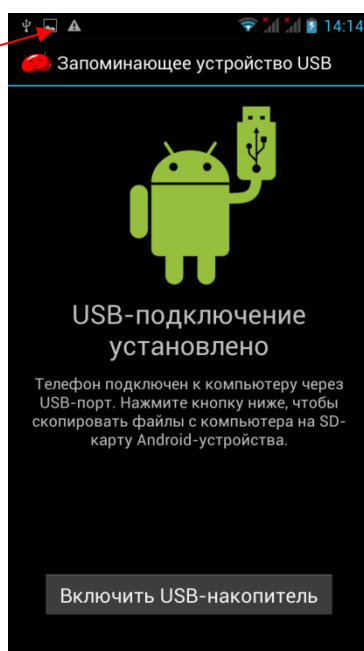 14:14
Запоминающее устройство USB
USB-подключение
установлено
Телефон подключен к компьютеру через
USB-порт. Нажмите кнопку ниже, чтобы
скопировать файлы с компьютера на SD-
карту Android-устройства.
Включить USB-накопитель